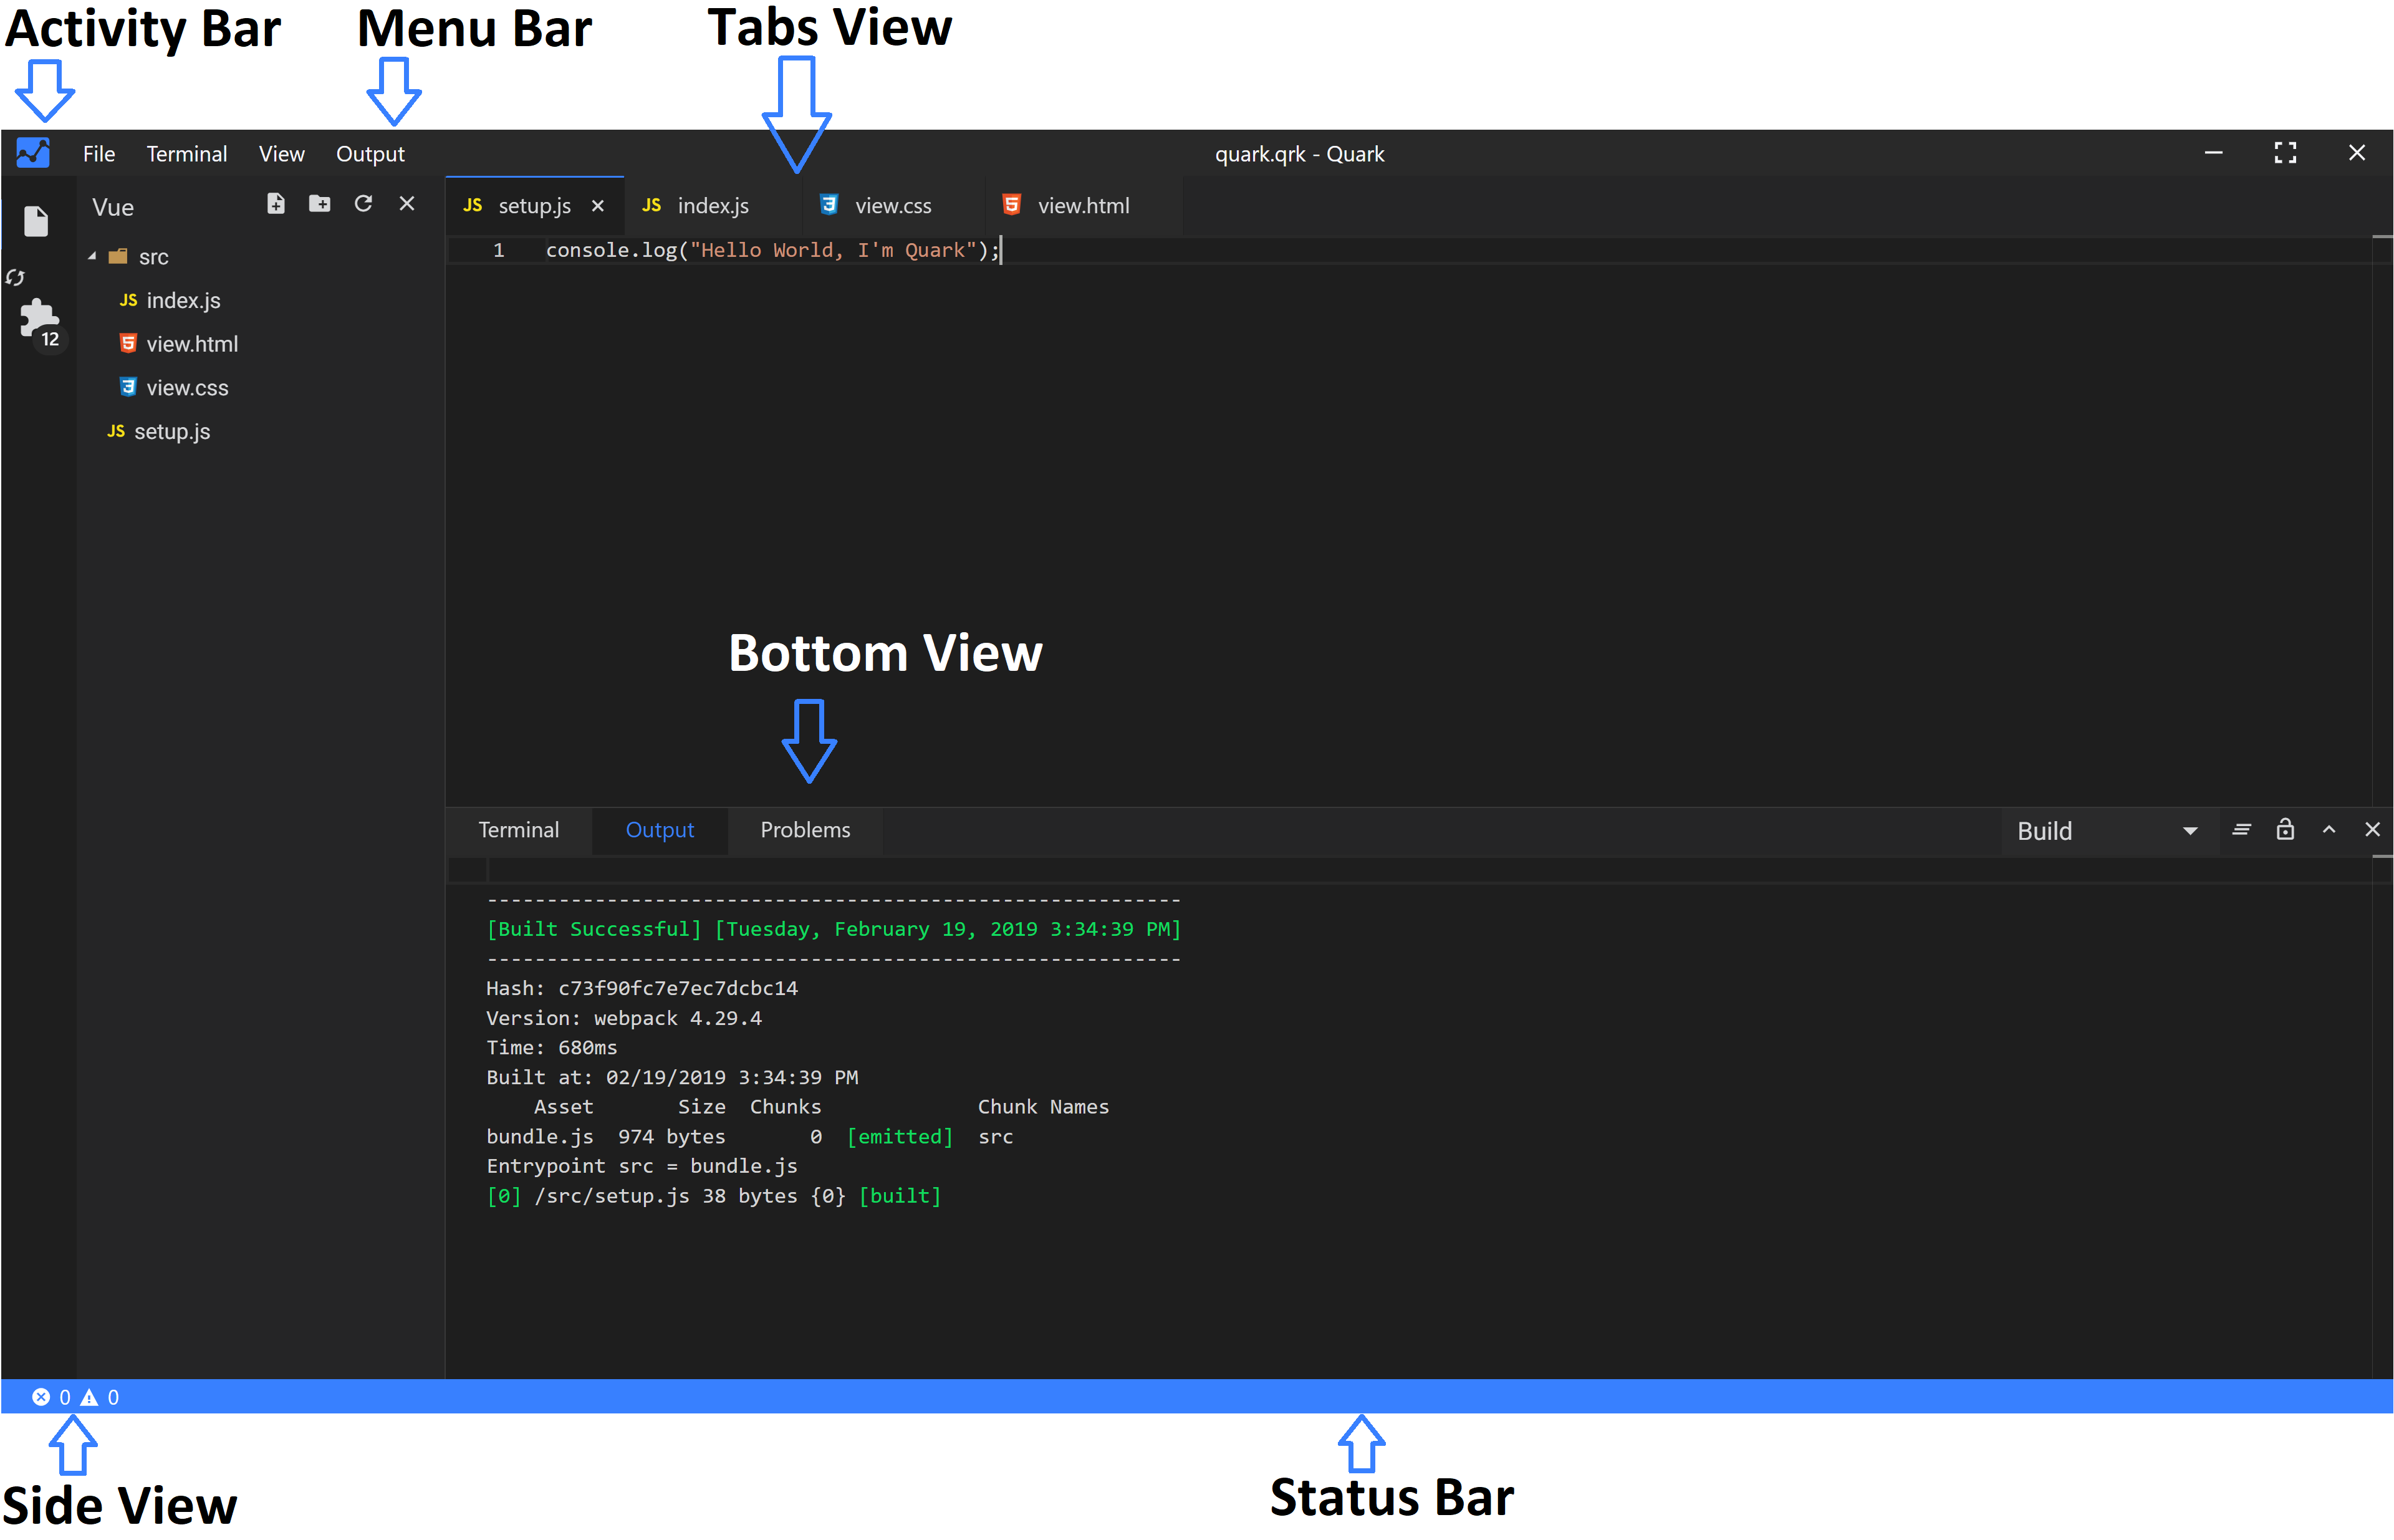 Activity Bar Menu Bar Tabs View
File Terminal View Output quark.qrk - Quark
Vue
JS setup.js JS index.js 3 view.css 5 view.html
1 console.log("Hello World, I'm Quark");
src
JS index.js
12
5 view.html
3 view.css
JS setup.js
Bottom View
Terminal Output Problems Build
----------------------------------------------------------
[Built Successful] [Tuesday, February 19, 2019 3:34:39 PM]
----------------------------------------------------------
Hash: c73f90fc7e7ec7dcbc14
Version: webpack 4.29.4
Time: 680ms
Built at: 02/19/2019 3:34:39 PM
Asset Size Chunks Chunk Names
bundle.js 974 bytes 0 [emitted] src
Entrypoint src = bundle.js
[0] /src/setup.js 38 bytes {0} [built]
0 0
Side View Status Bar